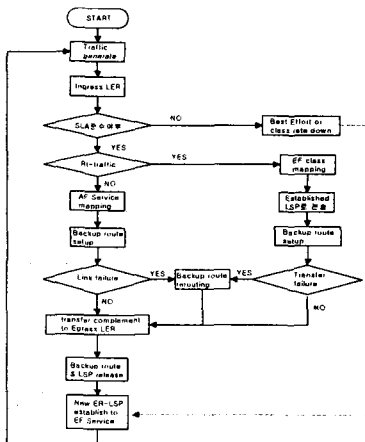 START
Traffic
generate
Ingress LER
SLA준수여부
NO
Best Effort or
class rate down
YES
RT-traffic
YES
EF class
mapping
NO
AF Service
mapping
Established
LSP로 전송
Backup route
setup
Backup route
setup
Link failure
YES
Backup route
rerouting
YES
Transfer
failure
NO
NO
transfer complement
to Egress LER
Backup route
& LSP release
New ER-LSP
establish to
EF Service